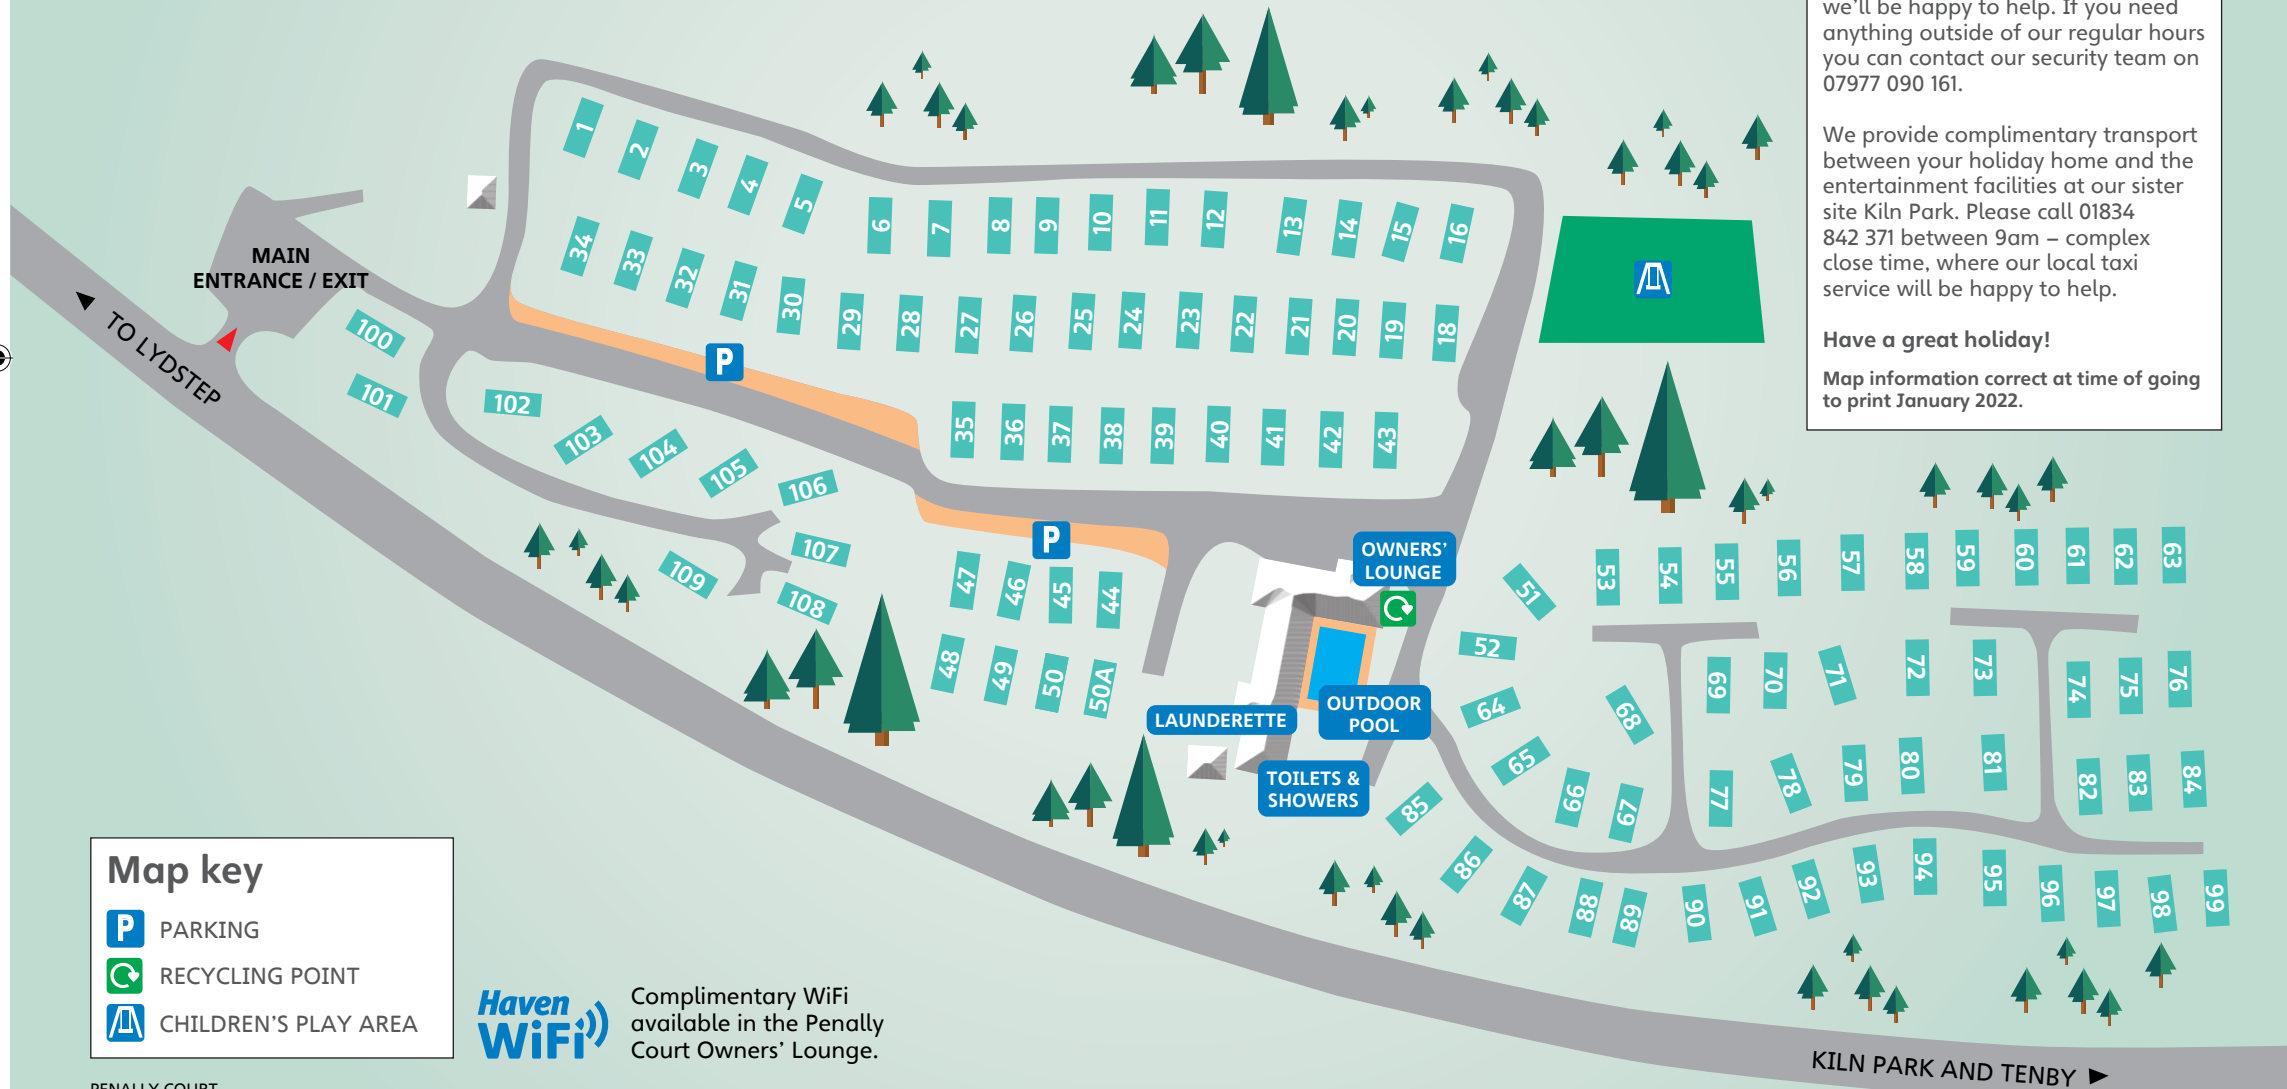 we'll be happy to help. If you need
anything outside of our regular hours
you can contact our security team on
07977 090 161.
We provide complimentary transport
between your holiday home and the
entertainment facilities at our sister
site Kiln Park. Please call 01834
842 371 between 9am – complex
close time, where our local taxi
service will be happy to help.
Have a great holiday!
Map information correct at time of going
to print January 2022.
MAIN
ENTRANCE / EXIT
TO LYDSTEP
1
2
3
4
5
6
7
8
9
10
11
12
13
14
15
16
34
33
32
31
30
29
28
27
26
25
24
23
22
21
20
19
18
P
35
36
37
38
39
40
41
42
43
100
101
102
103
104
105
106
107
108
109
P
47
46
45
44
48
49
50
50A
OWNERS'
LOUNGE
OUTDOOR
POOL
LAUNDERETTE
TOILETS &
SHOWERS
51
52
53
54
55
56
57
58
59
60
61
62
63
64
65
66
67
68
69
70
71
72
73
74
75
76
77
78
79
80
81
82
83
84
85
86
87
88
89
90
91
92
93
94
95
96
97
98
99
Map key
P PARKING
RECYCLING POINT
CHILDREN'S PLAY AREA
Haven
WiFi
Complimentary WiFi
available in the Penally
Court Owners' Lounge.
KILN PARK AND TENBY
PENALLY COURT